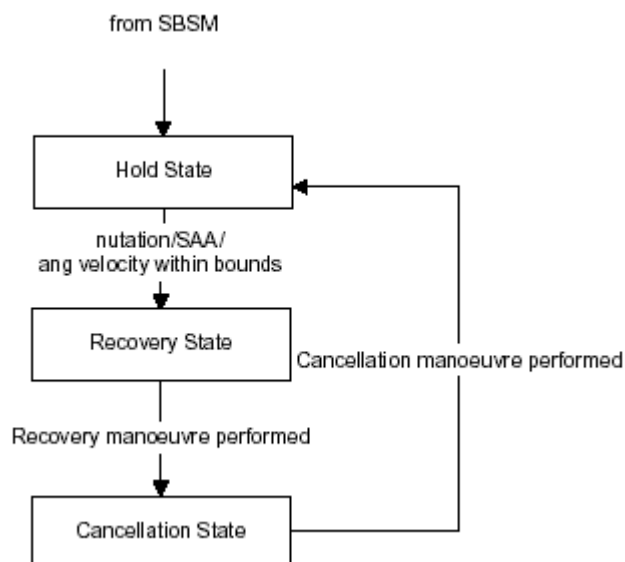 from SBSM
Hold State
nutation/SAA/
ang velocity within bounds
Recovery State
Cancellation manoeuvre performed
Recovery manoeuvre performed
Cancellation State